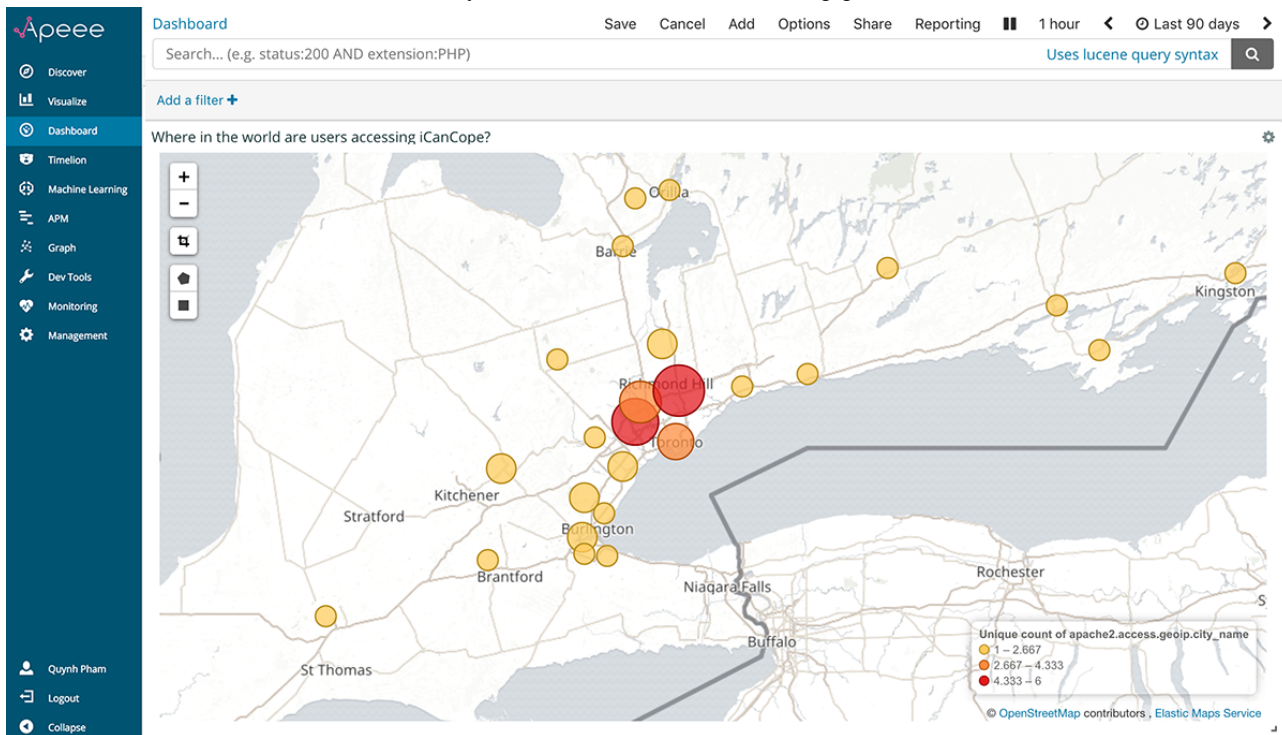 Apeee
Dashboard Save Cancel Add Options Share Reporting 1 hour Last 90 days
Search... (e.g. status:200 AND extension:PHP) Uses lucene query syntax
Add a filter +
Discover
Visualize
Dashboard
Timelion
Machine Learning
APM
Graph
Dev Tools
Monitoring
Management
Quynh Pham
Logout
Collapse
Where in the world are users accessing iCanCope?
+
−
Orillia
Barrie
Kingston
Richmond Hill
Toronto
Kitchener
Stratford
Burlington
Brantford
Niagara Falls
Rochester
Buffalo
St Thomas
S
Unique count of apache2.access.geoip.city_name
1 – 2.667
2.667 – 4.333
4.333 – 6
© OpenStreetMap contributors , Elastic Maps Service